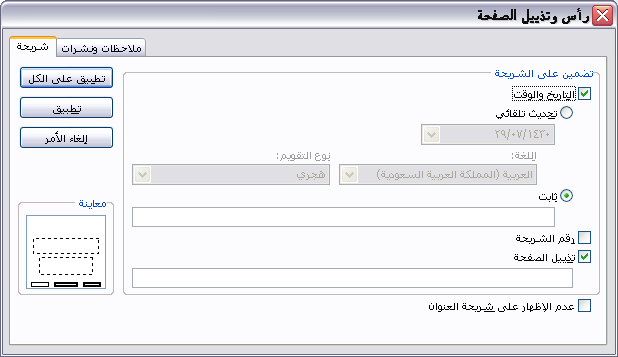 رأس وتذييل الصفحة
شريحة
ملاحظات ونشرات
تضمين على الشريحة
التاريخ والوقت
تحديث تلقائي
٢٩/٠٧/١٤٣٠
اللغة:
نوع التقويم:
العربية (المملكة العربية السعودية)
هجري
ثابت
رقم الشريحة
تذييل الصفحة
عدم الإظهار على شريحة العنوان
تطبيق على الكل
تطبيق
إلغاء الأمر
معاينة